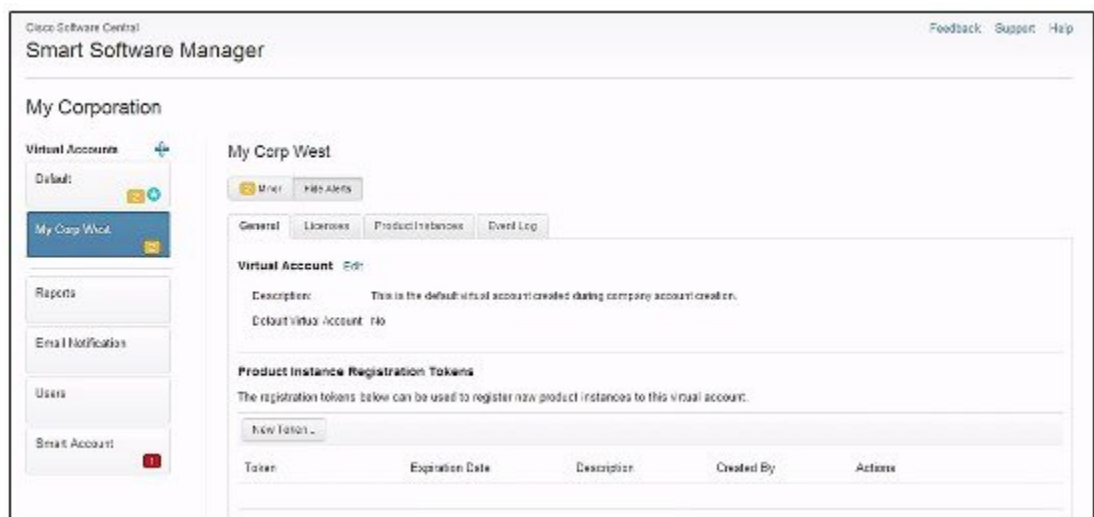 Cisco Software Central
Feedback Support Help
Smart Software Manager
My Corporation
Virtual Accounts
Default
My Corp West
Reports
Email Notification
Users
Smart Account
1
My Corp West
2 Minor Hide Alerts
General Licenses Product Instances Event Log
Virtual Account Edit
Description: This is the default virtual account created during company account creation.
Default Virtual Account: No
Product Instance Registration Tokens
The registration tokens below can be used to register new product instances to this virtual account.
New Token...
Token Expiration Date Description Created By Actions